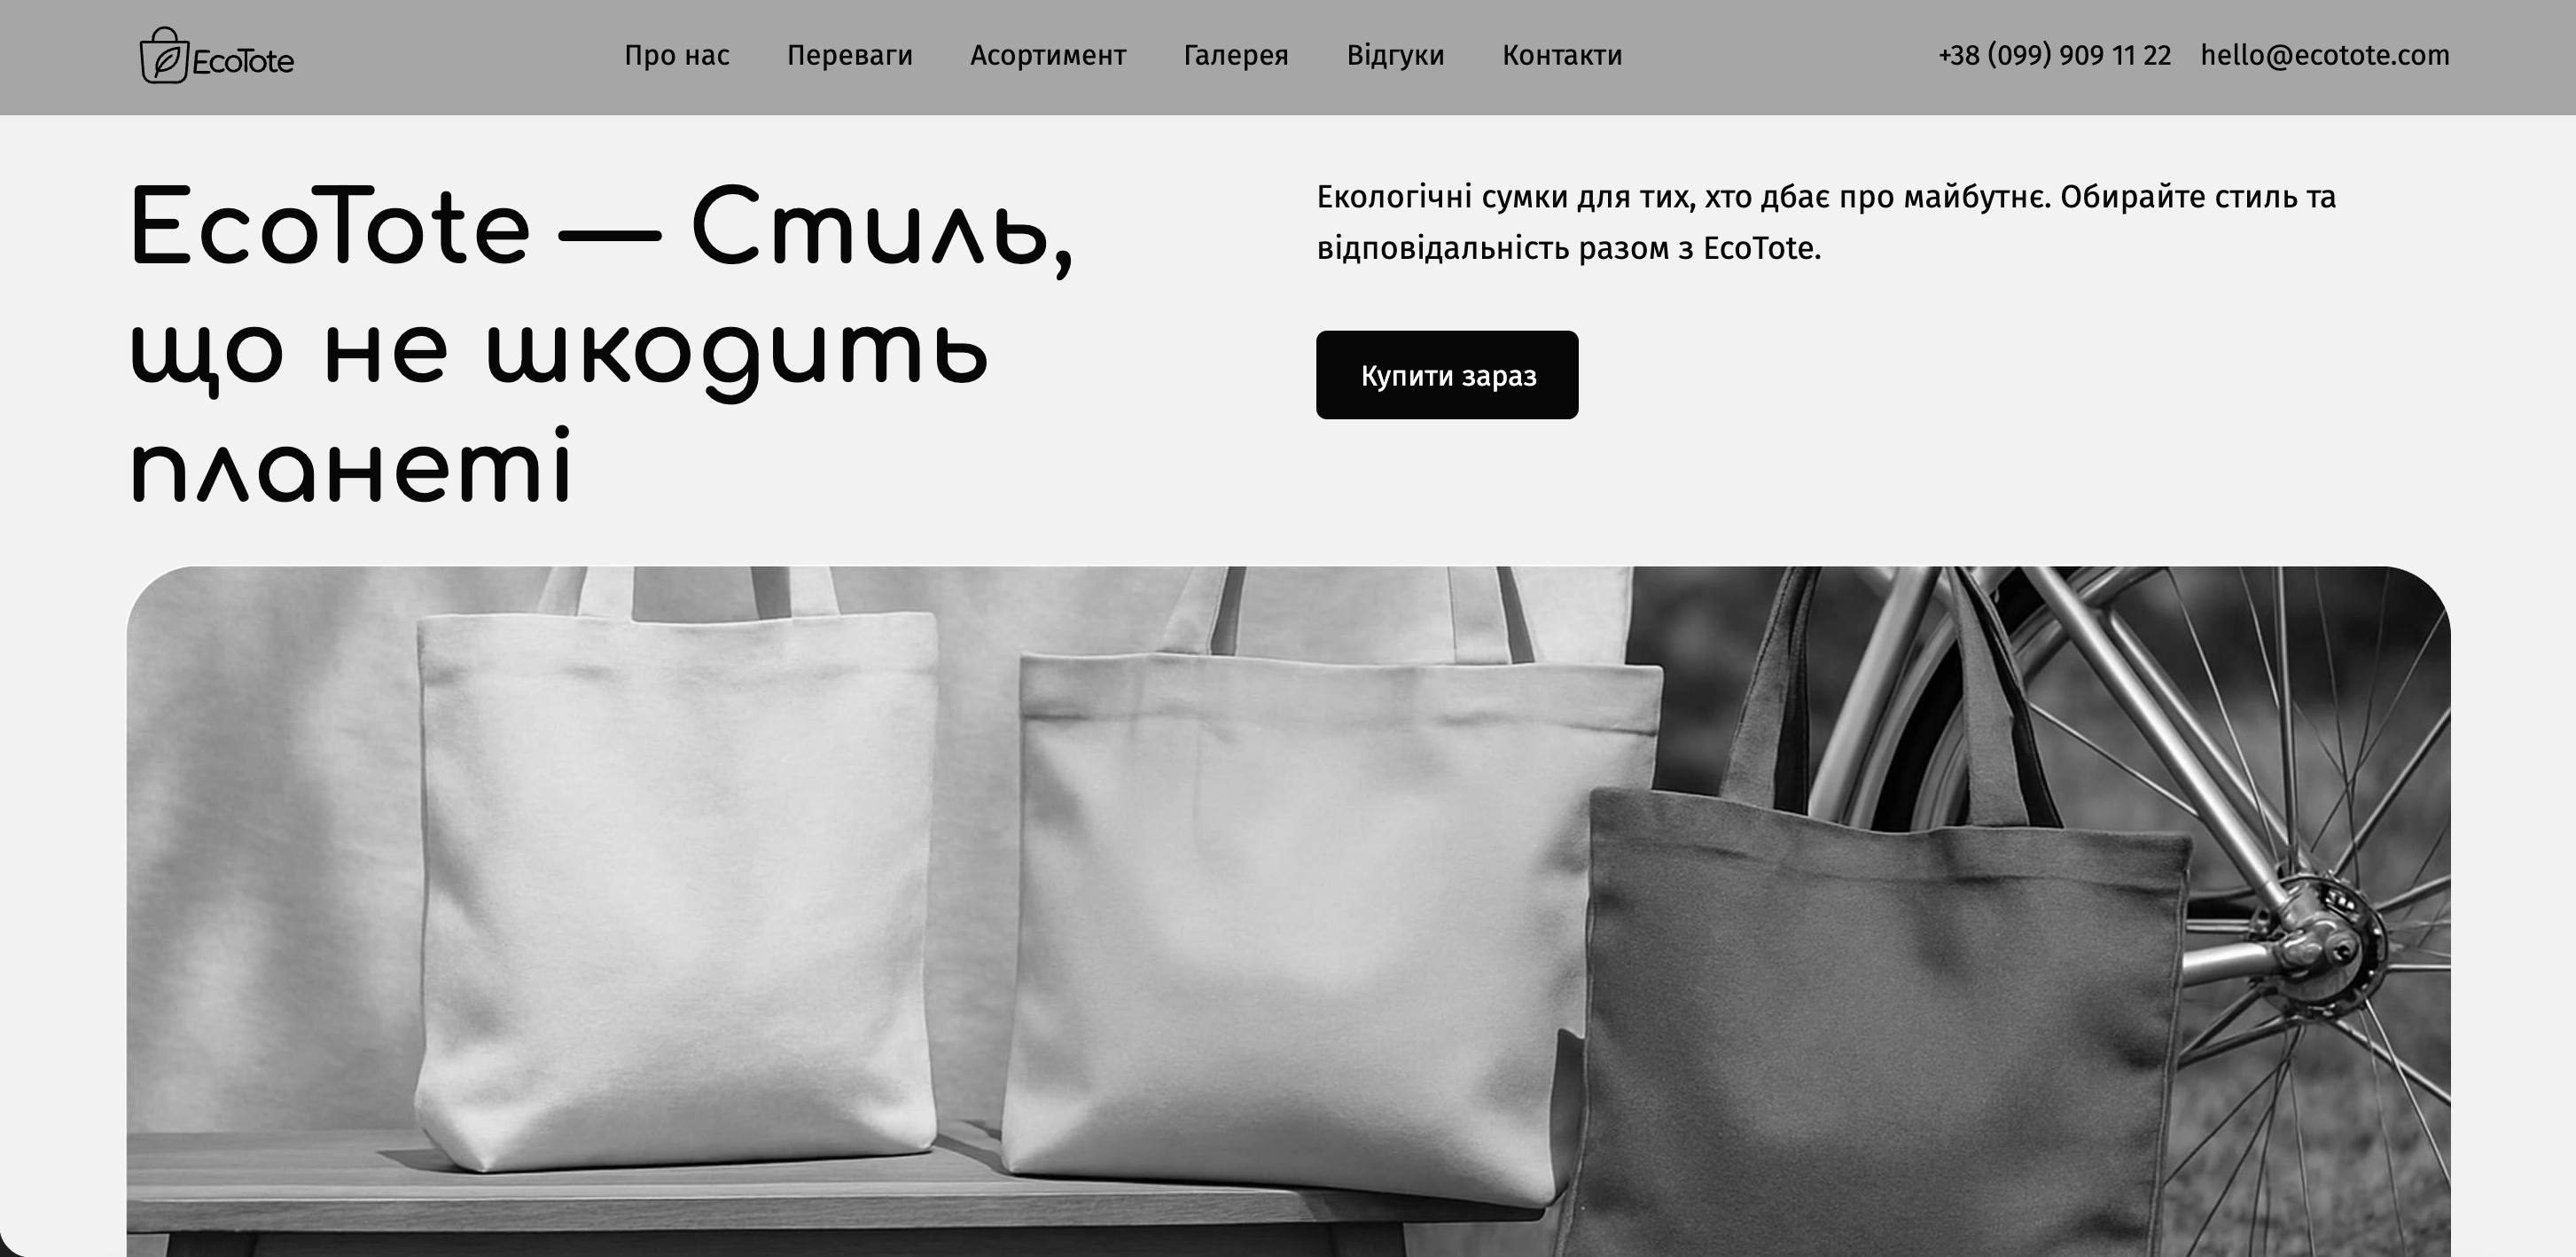 EcoTote
Про нас Переваги Асортимент Галерея Відгуки Контакти
+38 (099) 909 11 22 hello@ecotote.com
EcoTote — Стиль,
що не шкодить
планеті
Екологічні сумки для тих, хто дбає про майбутнє. Обирайте стиль та
відповідальність разом з EcoTote.
Купити зараз